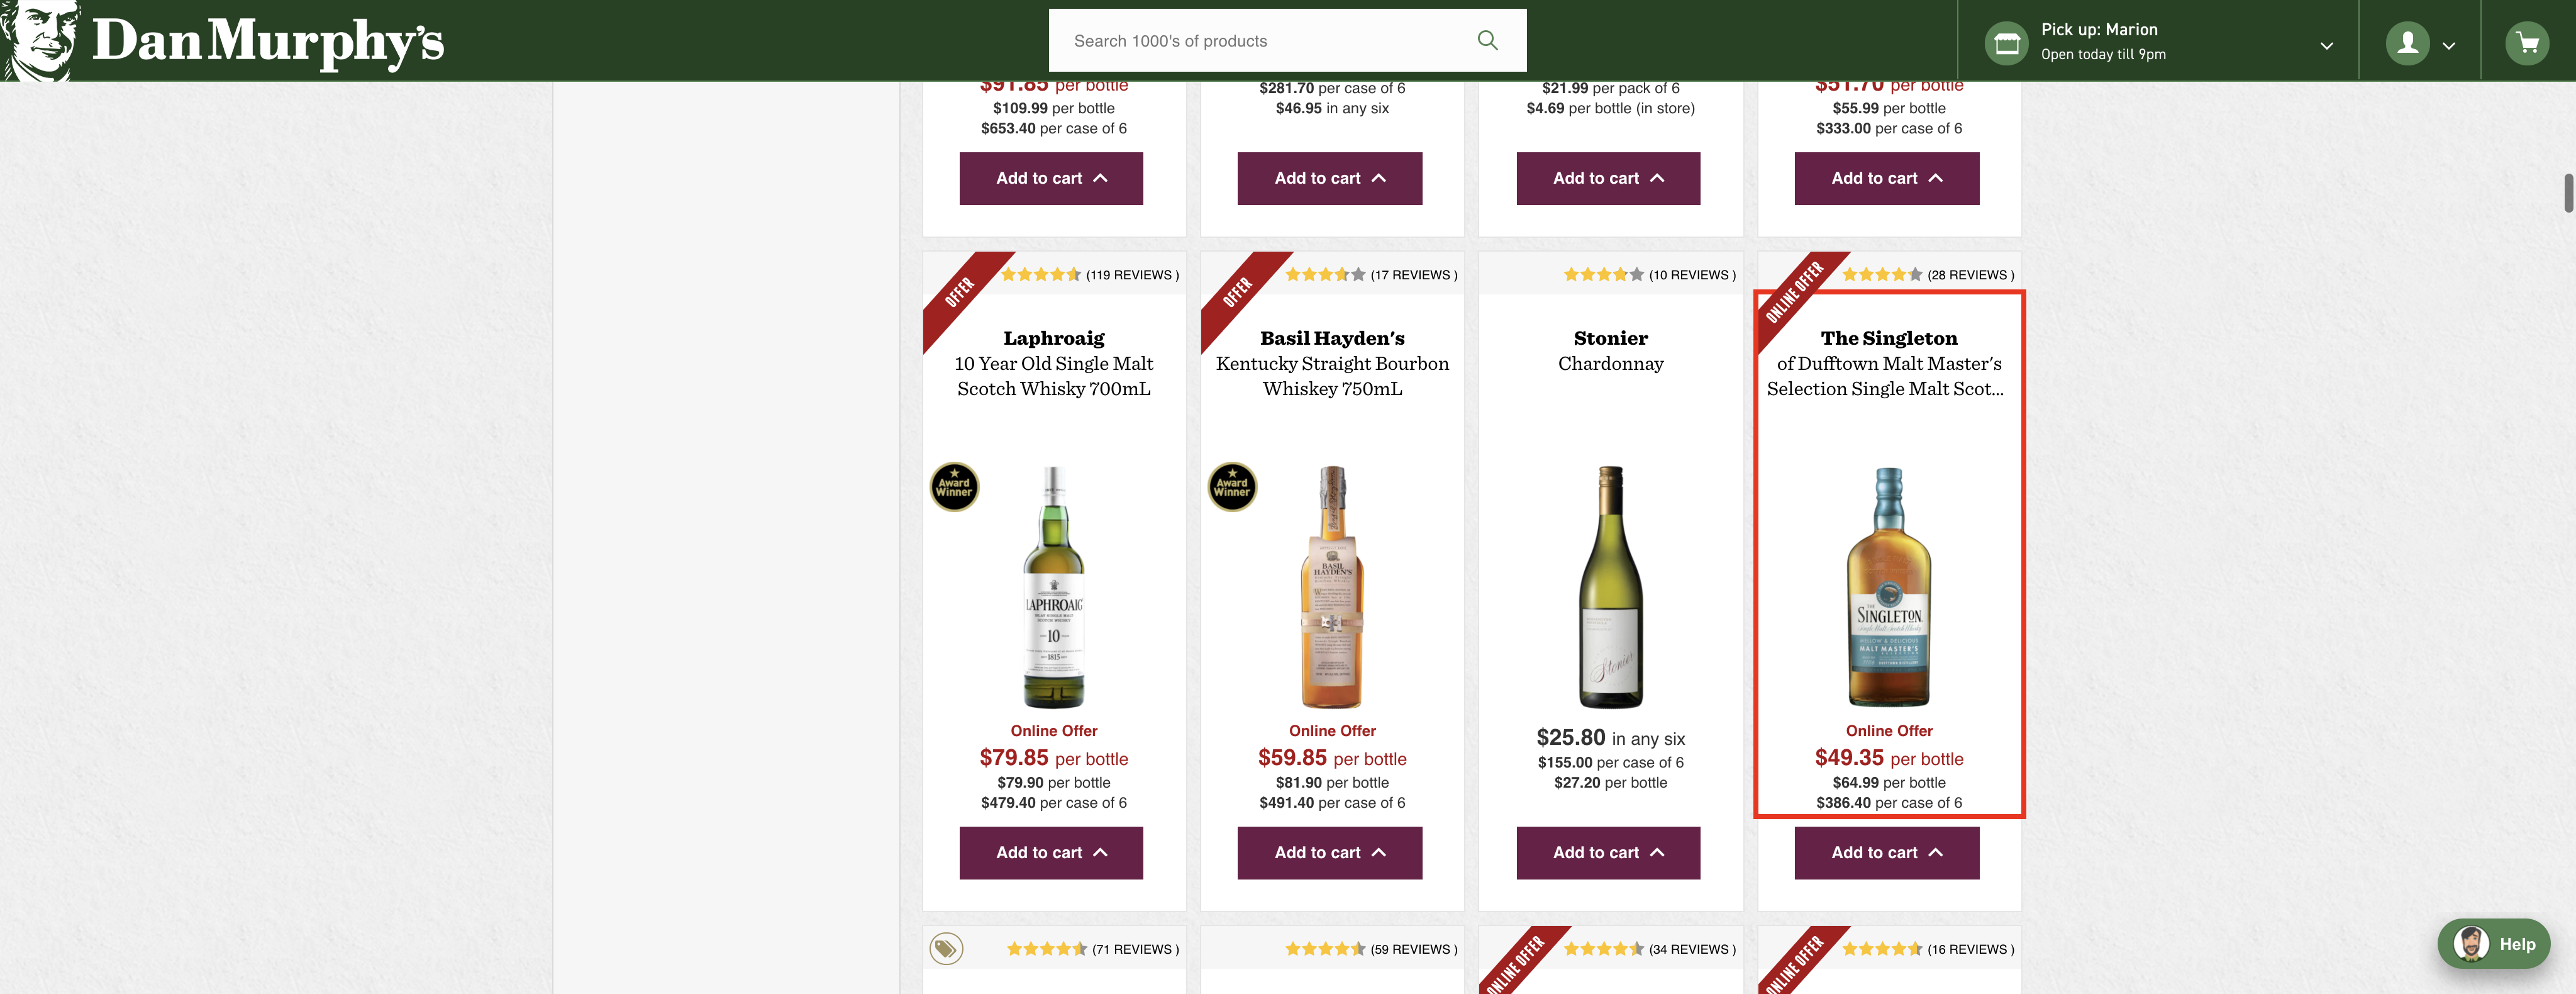 Dan Murphy's
Search 1000's of products
Pick up: Marion
Open today till 9pm
$91.85 per bottle
$109.99 per bottle
$653.40 per case of 6
Add to cart
$281.70 per case of 6
$46.95 in any six
Add to cart
$21.99 per pack of 6
$4.69 per bottle (in store)
Add to cart
$51.70 per bottle
$55.99 per bottle
$333.00 per case of 6
Add to cart
OFFER
(119 REVIEWS )
Laphroaig
10 Year Old Single Malt
Scotch Whisky 700mL
Award
Winner
LAPHROAIG
10
1815
Online Offer
$79.85 per bottle
$79.90 per bottle
$479.40 per case of 6
Add to cart
OFFER
(17 REVIEWS )
Basil Hayden's
Kentucky Straight Bourbon
Whiskey 750mL
Award
Winner
BASIL
HAYDEN'S
Online Offer
$59.85 per bottle
$81.90 per bottle
$491.40 per case of 6
Add to cart
(10 REVIEWS )
Stonier
Chardonnay
Stonier
$25.80 in any six
$155.00 per case of 6
$27.20 per bottle
Add to cart
ONLINE OFFER
(28 REVIEWS )
The Singleton
of Dufftown Malt Master's
Selection Single Malt Scot...
THE
SINGLETON
Single Malt Scotch Whisky
MELLOW & DELICIOUS
MALT MASTER'S
SELECTION
Online Offer
$49.35 per bottle
$64.99 per bottle
$386.40 per case of 6
Add to cart
(71 REVIEWS )
(59 REVIEWS )
ONLINE OFFER
(34 REVIEWS )
ONLINE OFFER
(16 REVIEWS )
Help